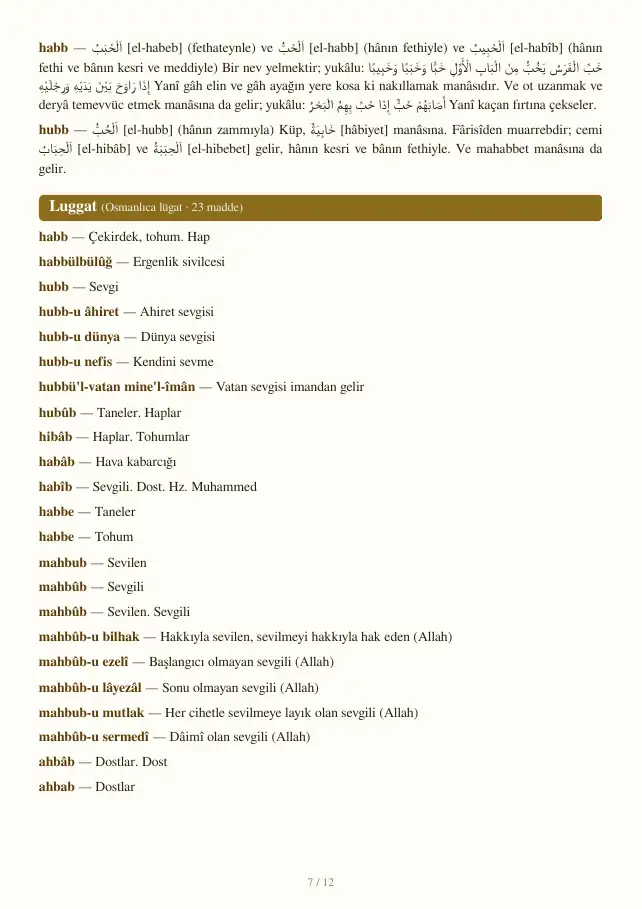 habb — اَلْخَبَبُ [el-habeb] (fethateynle) ve اَلْخَبُّ [el-habb] (hânın fethiyle) ve اَلْخَبِيبُ [el-habîb] (hânın
fethi ve bânın kesri ve meddiyle) Bir nev yelmektir; yukâlu: خَبَّ الْفَرَسُ يَخُبُّ مِنَ الْبَابِ الْأَوَّلِ خَبًّا وَخَبَبًا وَخَبِيبًا
إِذَا رَاوَحَ بَيْنَ يَدَيْهِ وَرِجْلَيْهِ Yanî gâh elin ve gâh ayağın yere kosa ki nakıllamak manâsıdır. Ve ot uzanmak ve
deryâ temevvüc etmek manâsına da gelir; yukâlu: أَصَابَهُمْ خَبٌّ إِذَا خَبَّ بِهِمُ الْبَحْرُ Yanî kaçan fırtına çekseler.
hubb — اَلْخُبُّ [el-hubb] (hânın zammıyla) Küp, خَابِيَةٌ [hâbiyet] manâsına. Fârisîden muarrebdir; cemi
اَلْحِبَابُ [el-hibâb] ve اَلْحِبَبَةُ [el-hibebet] gelir, hânın kesri ve bânın fethiyle. Ve mahabbet manâsına da
gelir.
Luggat (Osmanlıca lügat · 23 madde)
habb — Çekirdek, tohum. Hap
habbülbülûğ — Ergenlik sivilcesi
hubb — Sevgi
hubb-u âhiret — Ahiret sevgisi
hubb-u dünya — Dünya sevgisi
hubb-u nefis — Kendini sevme
hubbü'l-vatan mine'l-îmân — Vatan sevgisi imandan gelir
hubûb — Taneler. Haplar
hibâb — Haplar. Tohumlar
habâb — Hava kabarcığı
habîb — Sevgili. Dost. Hz. Muhammed
habbe — Taneler
habbe — Tohum
mahbub — Sevilen
mahbûb — Sevgili
mahbûb — Sevilen. Sevgili
mahbûb-u bilhak — Hakkıyla sevilen, sevilmeyi hakkıyla hak eden (Allah)
mahbûb-u ezelî — Başlangıcı olmayan sevgili (Allah)
mahbûb-u lâyezâl — Sonu olmayan sevgili (Allah)
mahbub-u mutlak — Her cihetle sevilmeye layık olan sevgili (Allah)
mahbûb-u sermedî — Dâimî olan sevgili (Allah)
ahbâb — Dostlar. Dost
ahbab — Dostlar
7 / 12